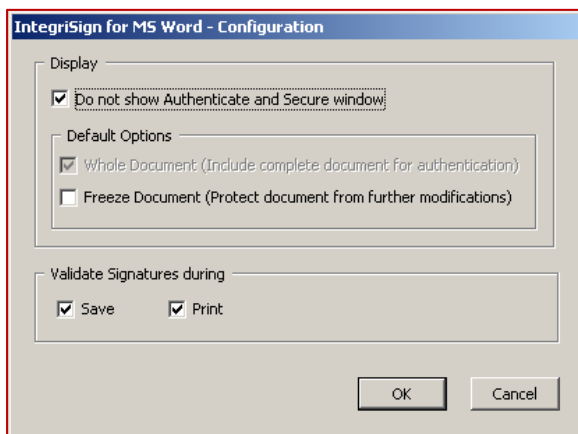 IntegriSign for MS Word - Configuration
Display
Do not show Authenticate and Secure window
Default Options
Whole Document (Include complete document for authentication)
Freeze Document (Protect document from further modifications)
Validate Signatures during
Save Print
OK Cancel